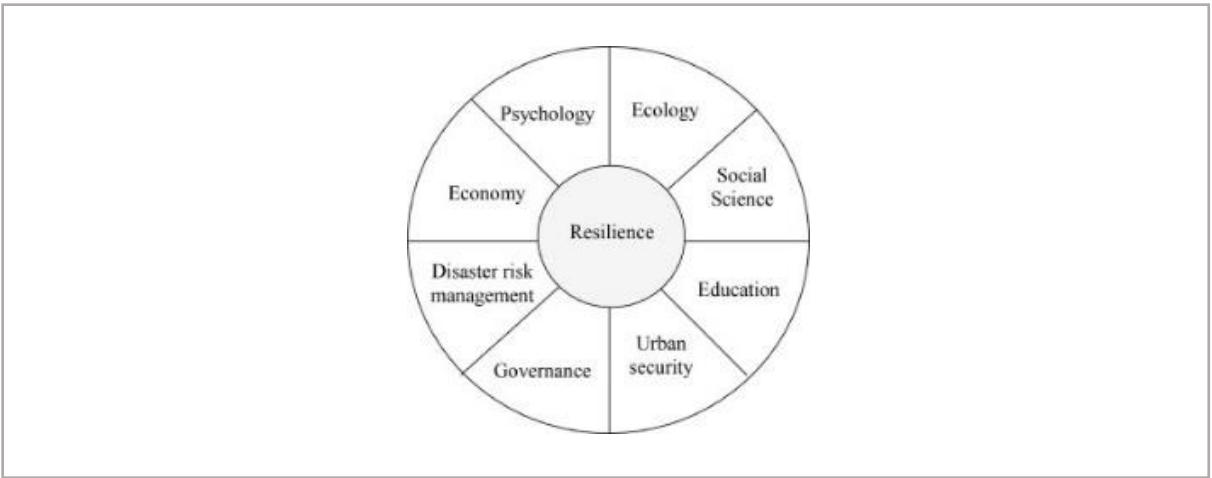 Psychology
Ecology
Economy
Social
Science
Resilience
Disaster risk
management
Education
Governance
Urban
security